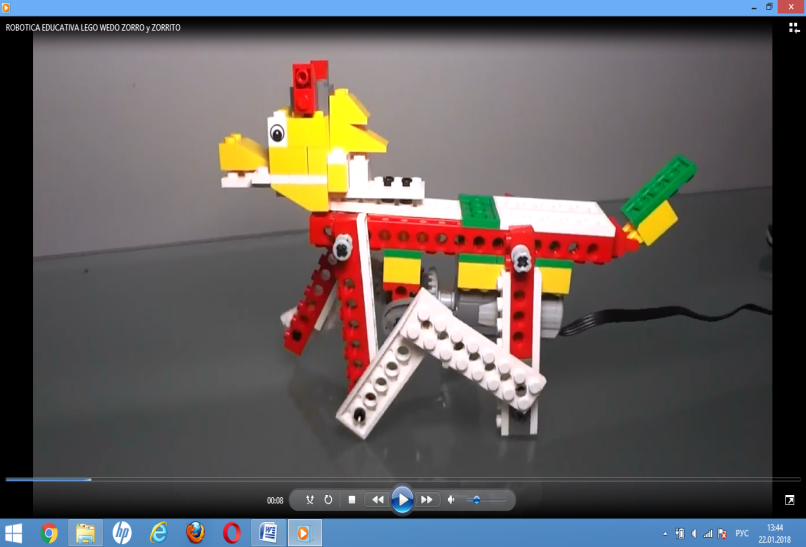 ROBOTICA EDUCATIVA LEGO WEDO ZORRO y ZORRITO
00:08
РУС
13:44
22.01.2018